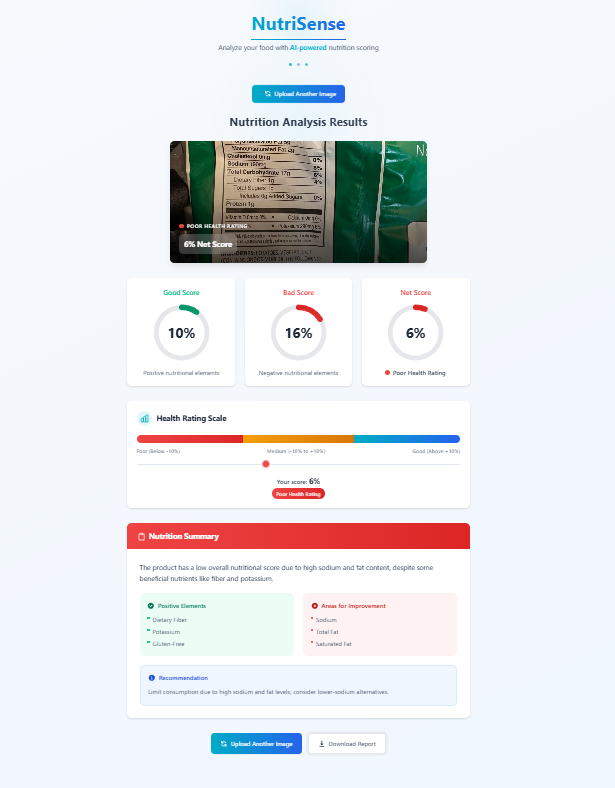 NutriSense
Analyze your food with AI-powered nutrition scoring
Upload Another Image
Nutrition Analysis Results
Monounsaturated Fat 2g
Cholesterol 0mg 0%
Sodium
Total Carbohydrate 17g 6%
Dietary Fiber 1g 4%
Total Sugars
Includes 0g Added Sugars 0%
Protein 1g
Vitamin D 0mcg 0% • Calcium 0%
POOR HEALTH RATING
6% Net Score
Good Score
10%
Positive nutritional elements
Bad Score
16%
Negative nutritional elements
Net Score
6%
Poor Health Rating
Health Rating Scale
Poor (Below -10%) Medium (-10% to +10%) Good (Above +10%)
Your score: 6%
Poor Health Rating
Nutrition Summary
The product has a low overall nutritional score due to high sodium and fat content, despite some
beneficial nutrients like fiber and potassium.
Positive Elements
Dietary Fiber
Potassium
Gluten-Free
Areas for Improvement
Sodium
Total Fat
Saturated Fat
Recommendation
Limit consumption due to high sodium and fat levels; consider lower-sodium alternatives.
Upload Another Image
Download Report